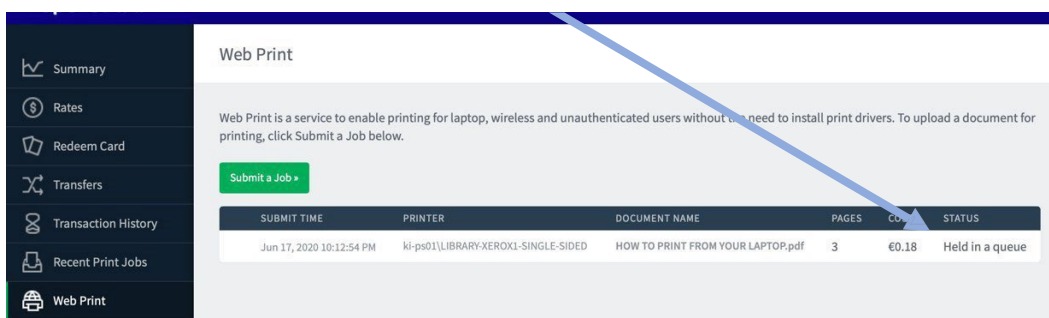 Web Print
Summary
Rates
Redeem Card
Transfers
Transaction History
Recent Print Jobs
Web Print
Web Print is a service to enable printing for laptop, wireless and unauthenticated users without the need to install print drivers. To upload a document for
printing, click Submit a Job below.
Submit a Job »
SUBMIT TIME PRINTER DOCUMENT NAME PAGES STATUS
Jun 17, 2020 10:12:54 PM ki-ps01\LIBRARY-XEROX1-SINGLE-SIDED HOW TO PRINT FROM YOUR LAPTOP.pdf 3 €0.18 Held in a queue